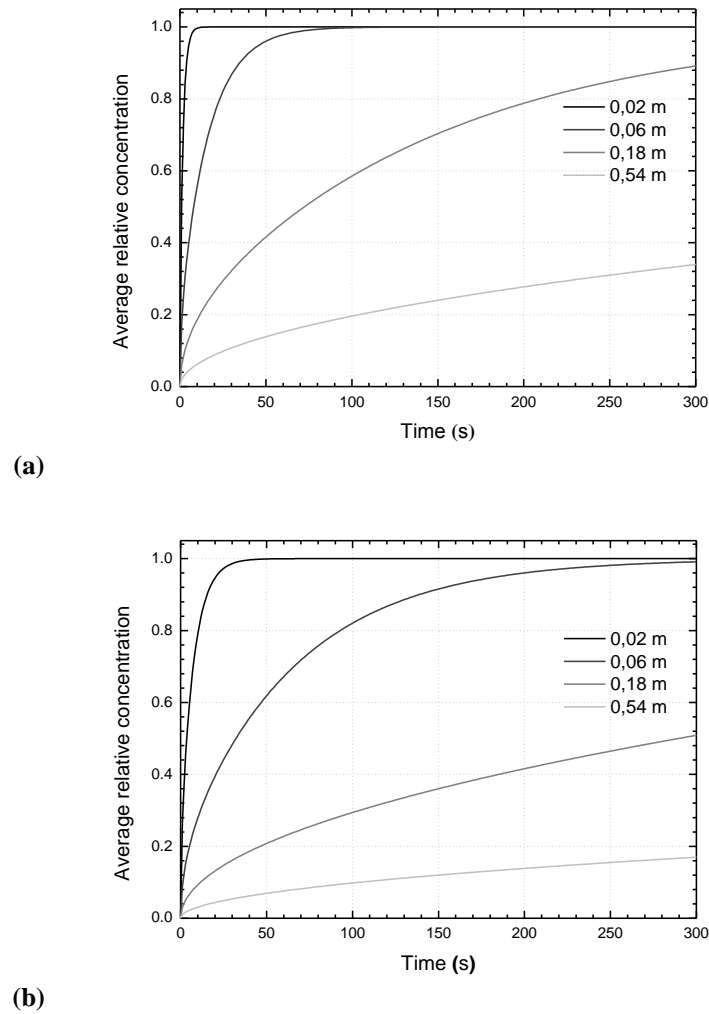 Average relative concentration
1.0
0.8
0.6
0.4
0.2
0.0
0,02 m
0,06 m
0,18 m
0,54 m
0 50 100 150 200 250 300
Time (s)
(a)
Average relative concentration
1.0
0.8
0.6
0.4
0.2
0.0
0,02 m
0,06 m
0,18 m
0,54 m
0 50 100 150 200 250 300
Time (s)
(b)